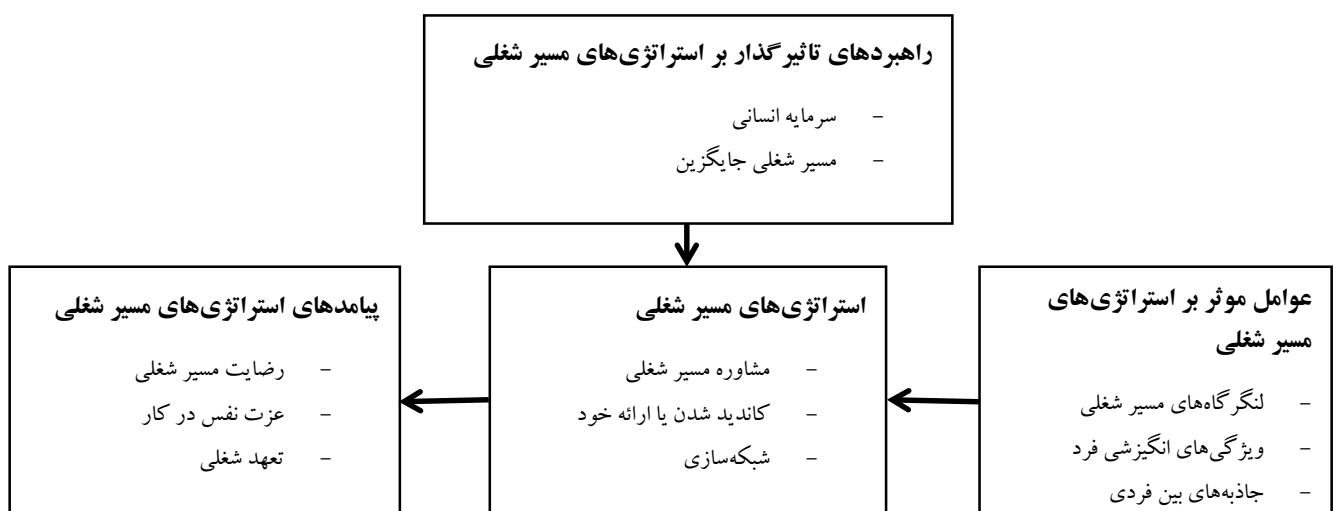 راهبردهای تاثیرگذار بر استراتژی‌های مسیر شغلی
- سرمایه انسانی
- مسیر شغلی جایگزین
عوامل موثر بر استراتژی‌های
مسیر شغلی
- لنگرگاه‌های مسیر شغلی
- ویژگی‌های انگیزشی فرد
- جاذبه‌های بین فردی
استراتژی‌های مسیر شغلی
- مشاوره مسیر شغلی
- کاندید شدن یا ارائه خود
- شبکه‌سازی
پیامدهای استراتژی‌های مسیر شغلی
- رضایت مسیر شغلی
- عزت نفس در کار
- تعهد شغلی